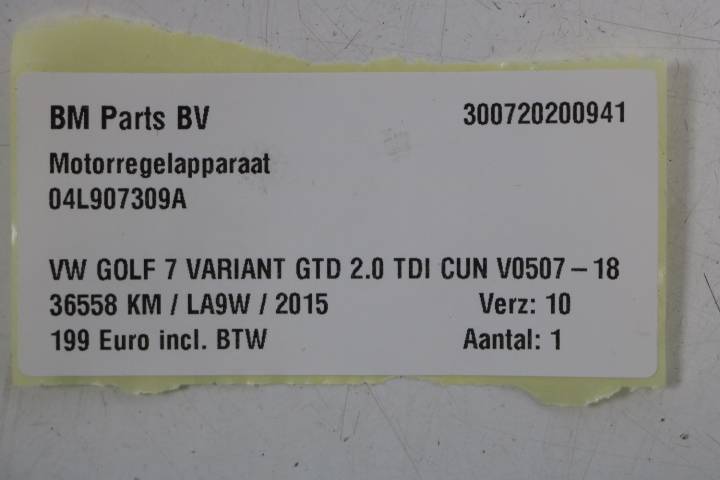 BM Parts BV 300720200941
Motorregelapparaat
04L907309A
VW GOLF 7 VARIANT GTD 2.0 TDI CUN V0507 – 18
36558 KM / LA9W / 2015 Verz: 10
199 Euro incl. BTW Aantal: 1